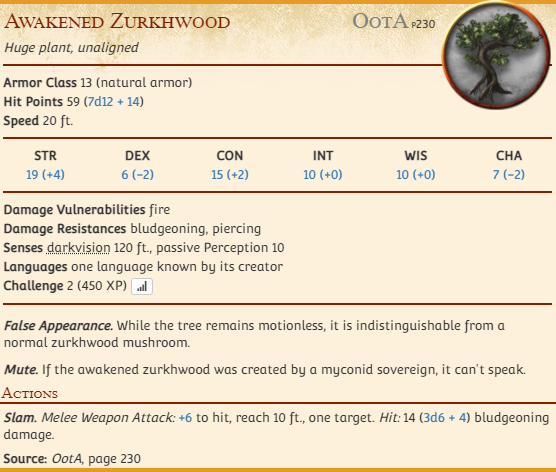 Awakened Zurkhwood OotA p230
Huge plant, unaligned
Armor Class 13 (natural armor)
Hit Points 59 (7d12 + 14)
Speed 20 ft.
STR DEX CON INT WIS CHA
19 (+4) 6 (−2) 15 (+2) 10 (+0) 10 (+0) 7 (−2)
Damage Vulnerabilities fire
Damage Resistances bludgeoning, piercing
Senses darkvision 120 ft., passive Perception 10
Languages one language known by its creator
Challenge 2 (450 XP)
False Appearance. While the tree remains motionless, it is indistinguishable from a
normal zurkhwood mushroom.
Mute. If the awakened zurkhwood was created by a myconid sovereign, it can't speak.
Actions
Slam. Melee Weapon Attack: +6 to hit, reach 10 ft., one target. Hit: 14 (3d6 + 4) bludgeoning
damage.
Source: OotA, page 230